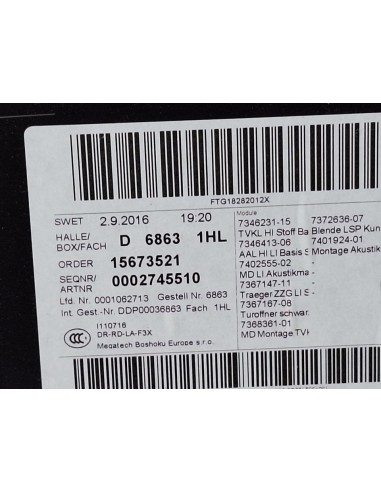 FTG18282012X
SWET 2.9.2016 19:20
HALLE/
BOX/FACH D 6863 1HL
ORDER 15673521
SEQNR/
ARTNR 0002745510
Lfd. Nr. 0001062713 Gestell Nr. 6863
Int. Gest.-Nr. DDP00036663 Fach 1HL
I110716
DR-RD-LA-F3X
Megatech Boshoku Europe s.r.o.
CCC
Module
7346231-15 7372636-07
TVKL HI Stoff Ba Blende LSP Kun
7346413-06 7401924-01
AAL HI LI Basis S Montage Akustik
7402555-02 -
MD LI Akustikma -
7367147-11 -
Traeger ZZG LI S -
7367167-08 -
Turoffner schwar -
7368361-01 -
MD Montage TVK